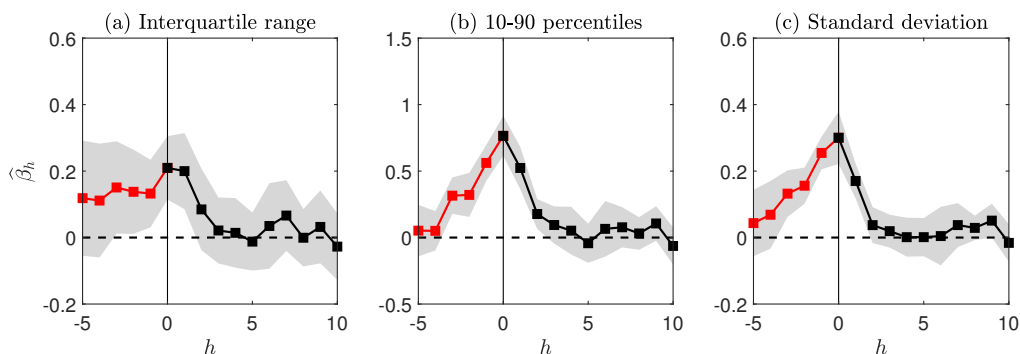 (a) Interquartile range
(b) 10-90 percentiles
(c) Standard deviation
0.6
0.4
0.2
0
-0.2
β̂_h
-5 0 5 10
h
1.5
1
0.5
0
-0.5
-5 0 5 10
h
0.6
0.4
0.2
0
-0.2
-5 0 5 10
h